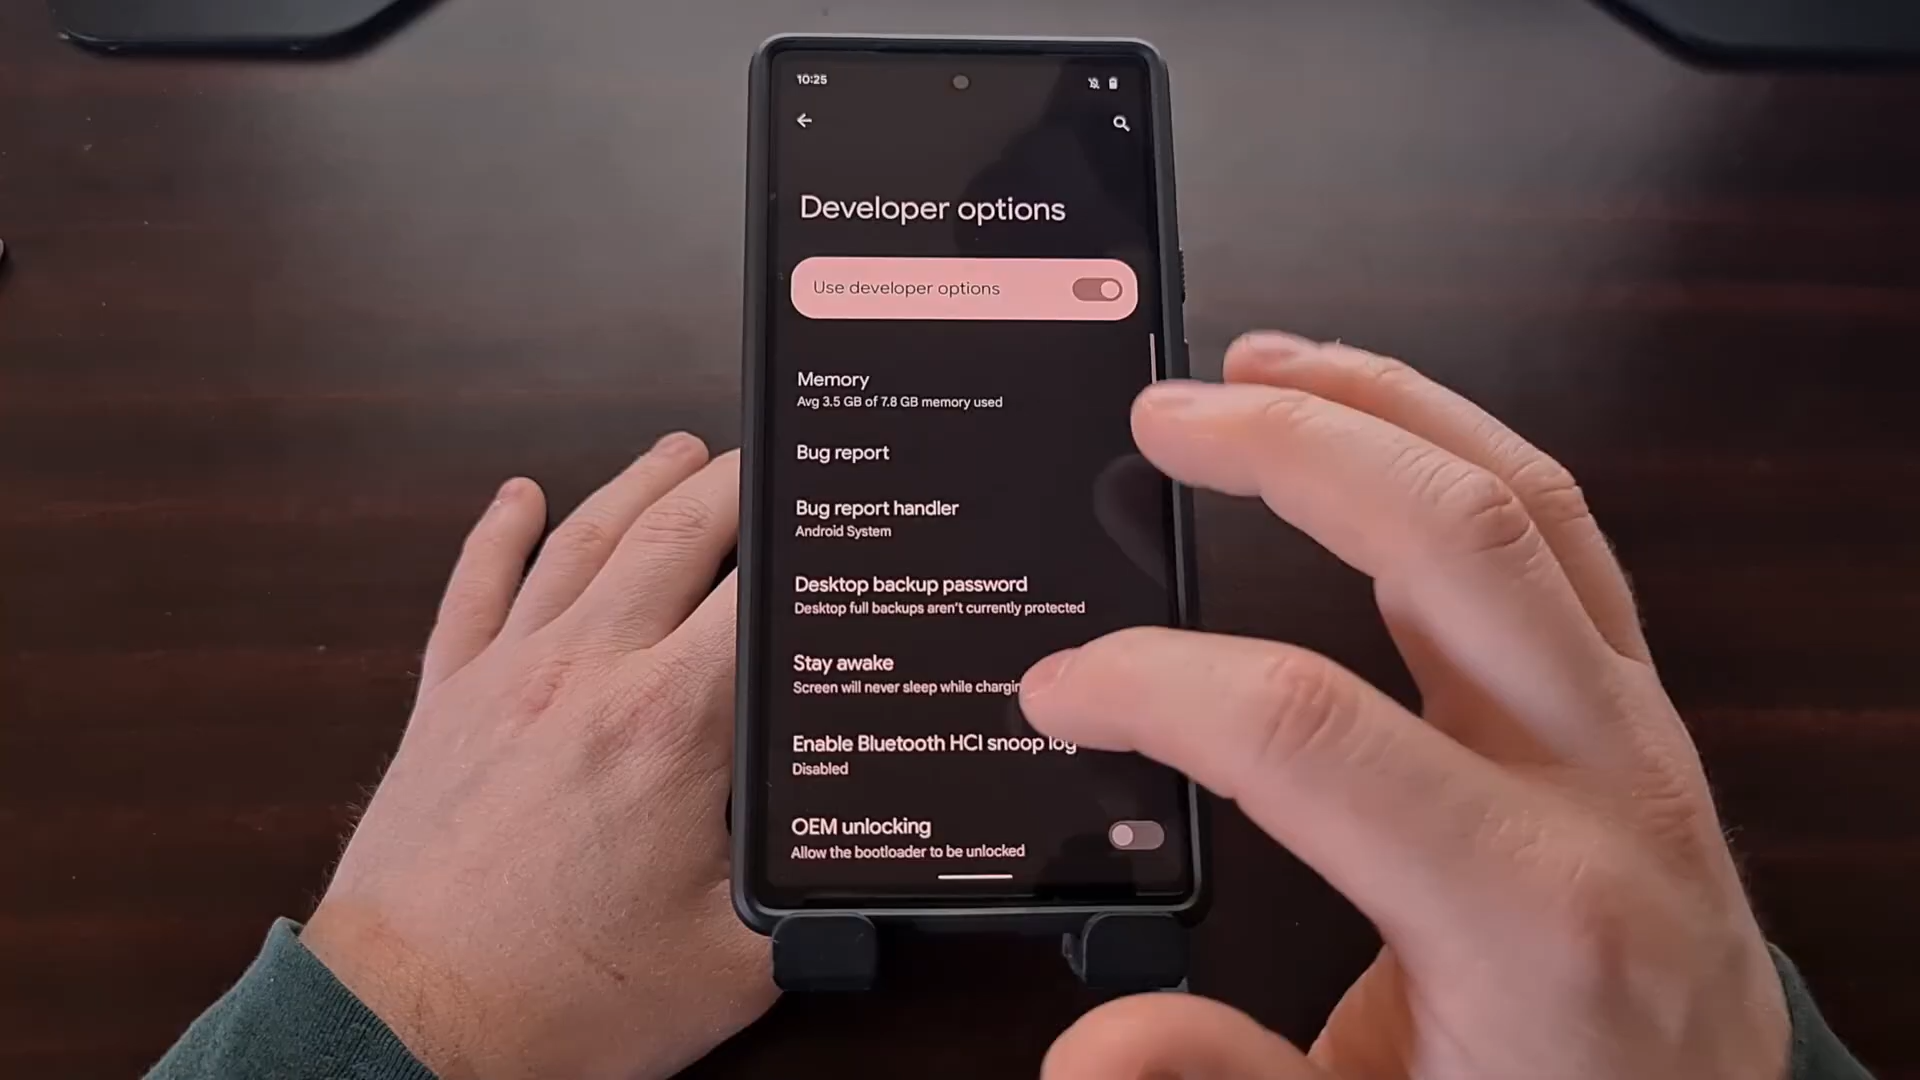 10:25
Developer options
Use developer options
Memory
Avg 3.5 GB of 7.8 GB memory used
Bug report
Bug report handler
Android System
Desktop backup password
Desktop full backups aren't currently protected
Stay awake
Screen will never sleep while
Enable Bluetooth HCI snoop log
Disabled
OEM unlocking
Allow the bootloader to be unlocked